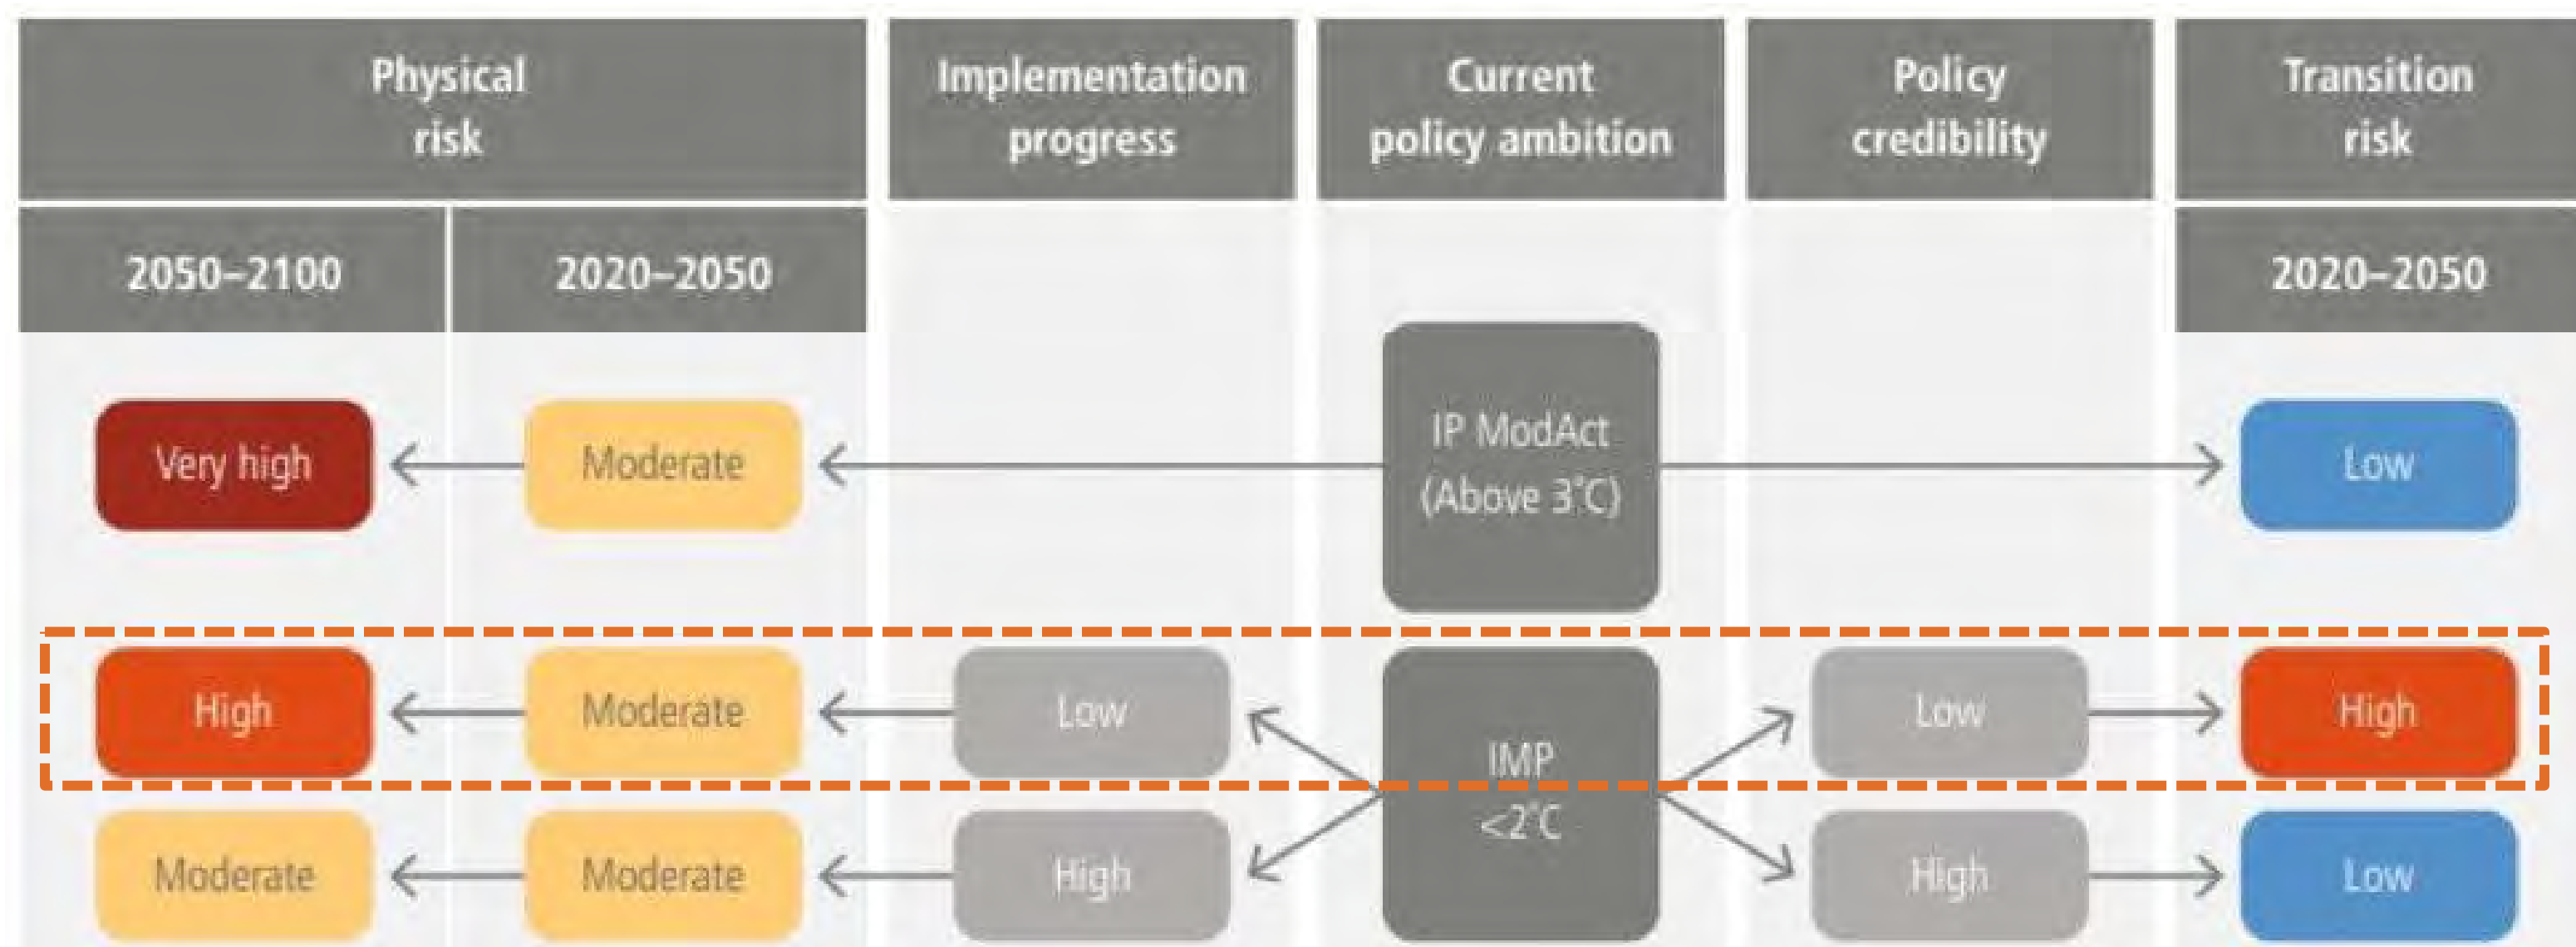 Physical
risk
Implementation
progress
Current
policy ambition
Policy
credibility
Transition
risk
2050–2100
2020–2050
2020–2050
Very high
Moderate
IP ModAct
(Above 3°C)
Low
High
Moderate
Low
IMP
<2°C
Low
High
Moderate
Moderate
High
High
Low